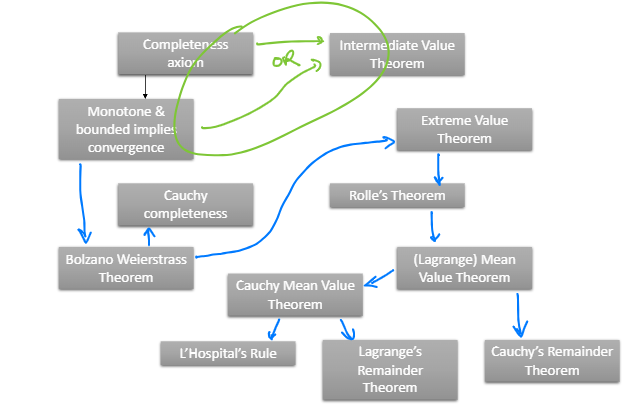 Completeness
axiom
OR
Intermediate Value
Theorem
Monotone &
bounded implies
convergence
Extreme Value
Theorem
Cauchy
completeness
Rolle's Theorem
Bolzano Weierstrass
Theorem
(Lagrange) Mean
Value Theorem
Cauchy Mean Value
Theorem
L'Hospital's Rule
Lagrange's
Remainder
Theorem
Cauchy's Remainder
Theorem